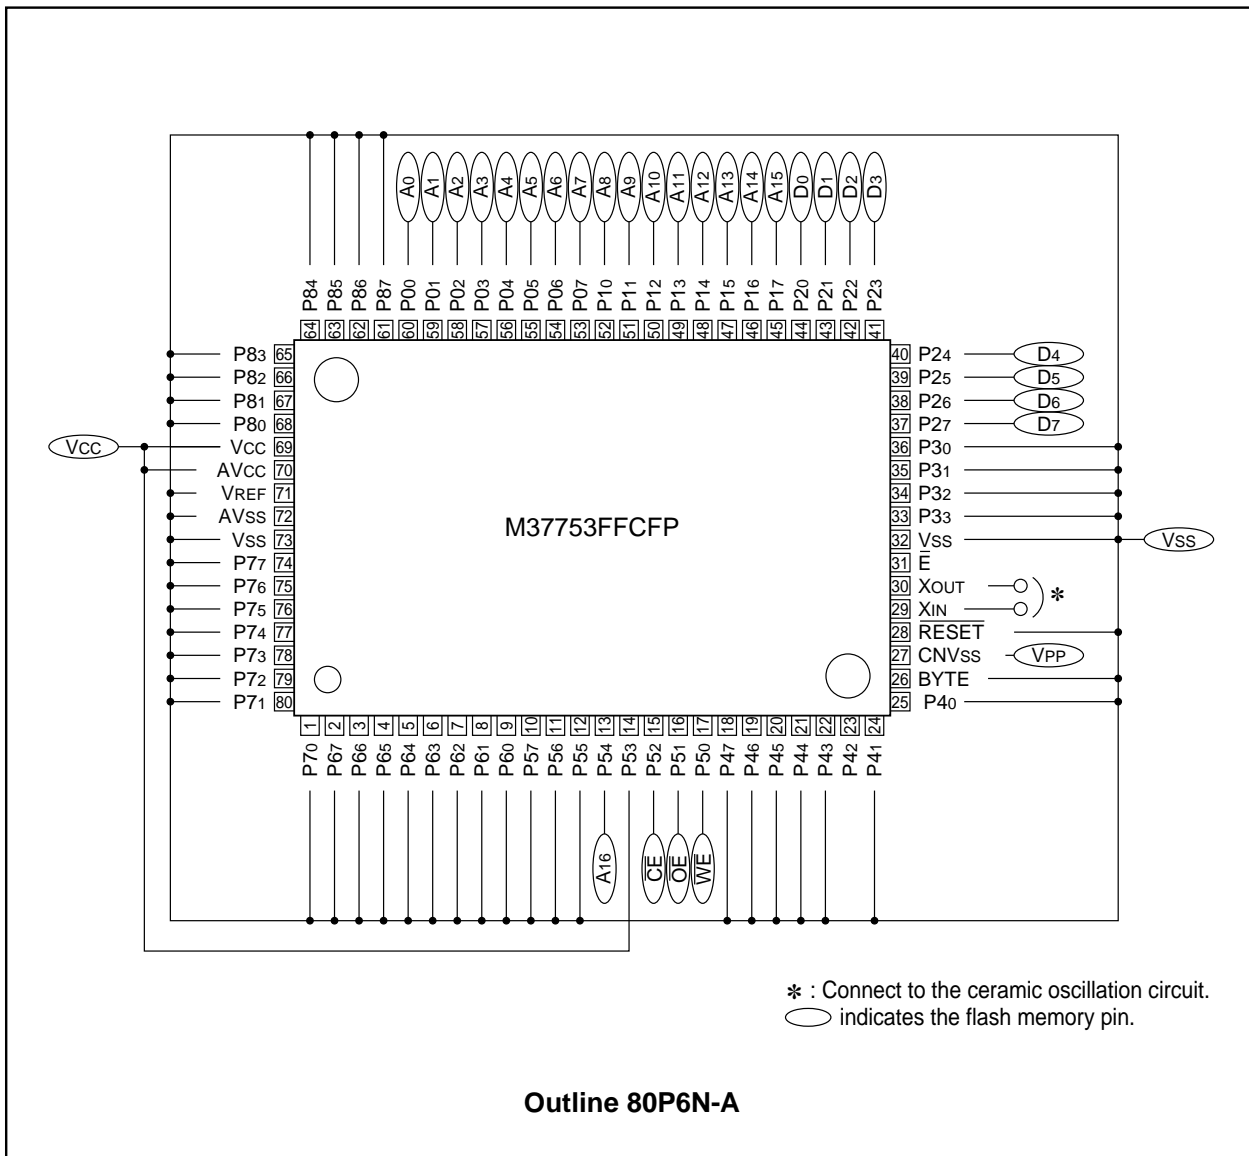 A0 A1 A2 A3 A4 A5 A6 A7 A8 A9 A10 A11 A12 A13 A14 A15 D0 D1 D2 D3
P84 P85 P86 P87 P00 P01 P02 P03 P04 P05 P06 P07 P10 P11 P12 P13 P14 P15 P16 P17 P20 P21 P22 P23
64 63 62 61 60 59 58 57 56 55 54 53 52 51 50 49 48 47 46 45 44 43 42 41
P83 65
P82 66
P81 67
P80 68
VCC VCC 69
AVCC 70
VREF 71
AVSS 72
VSS 73
P77 74
P76 75
P75 76
P74 77
P73 78
P72 79
P71 80
M37753FFCFP
40 P24 D4
39 P25 D5
38 P26 D6
37 P27 D7
36 P30
35 P31
34 P32
33 P33
32 VSS VSS
31 E̅
30 XOUT
29 XIN *
28 R̅E̅S̅E̅T̅
27 CNVSS VPP
26 BYTE
25 P40
1 2 3 4 5 6 7 8 9 10 11 12 13 14 15 16 17 18 19 20 21 22 23 24
P70 P67 P66 P65 P64 P63 P62 P61 P60 P57 P56 P55 P54 P53 P52 P51 P50 P47 P46 P45 P44 P43 P42 P41
A16 C̅E̅ O̅E̅ W̅E̅
* : Connect to the ceramic oscillation circuit.
indicates the flash memory pin.
Outline 80P6N-A